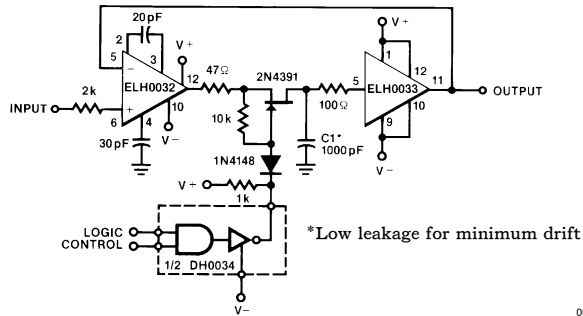 20pF
V+
2
3
5
−
ELH0032
12
47Ω
2N4391
V+
1
12
5
ELH0033
11
OUTPUT
INPUT
2k
+
6
4
10
V−
30pF
10k
100Ω
C1*
1000pF
10
9
V−
1N4148
V+
1k
LOGIC
CONTROL
1/2 DH0034
V−
*Low leakage for minimum drift
0